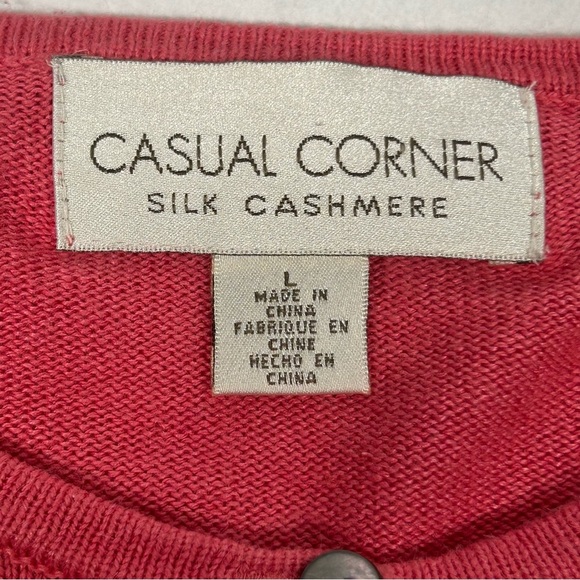 CASUAL CORNER
SILK CASHMERE
L
MADE IN
CHINA
FABRIQUE EN
CHINE
HECHO EN
CHINA